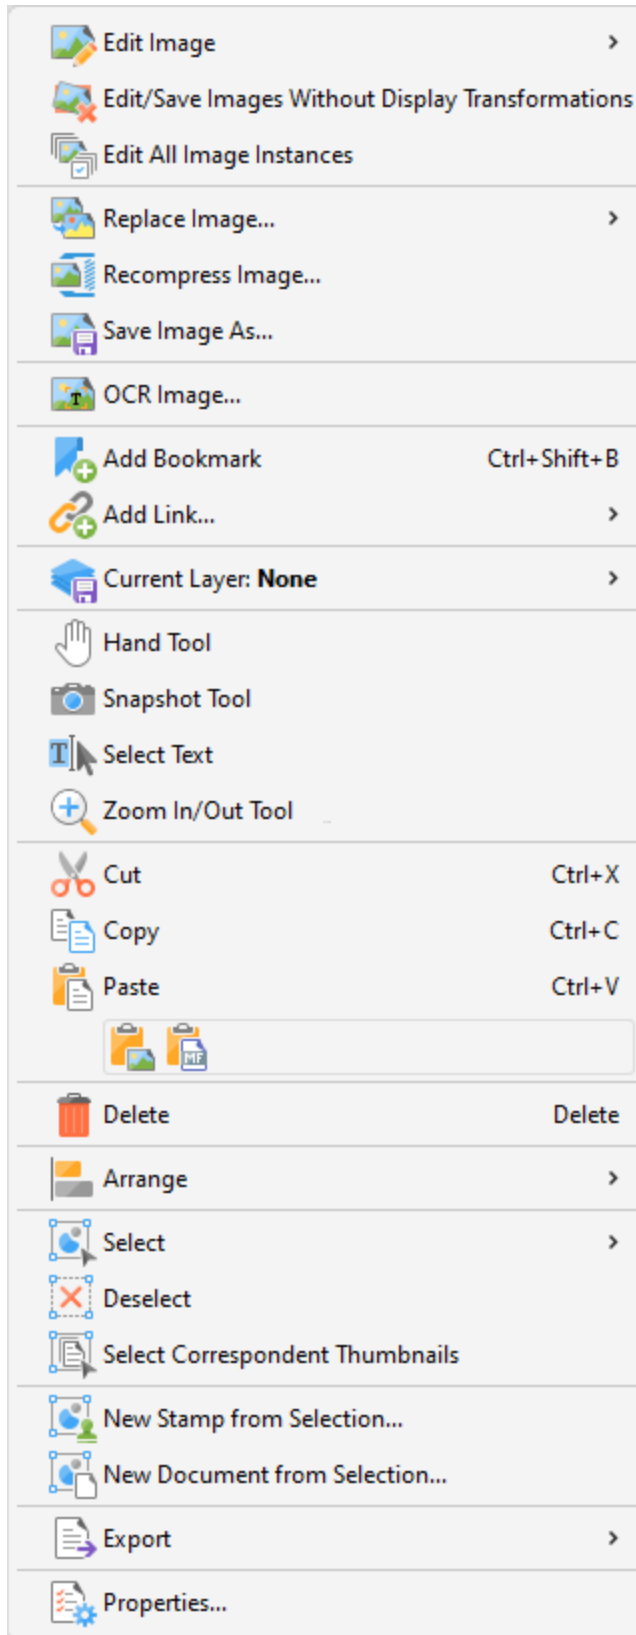 Edit Image
Edit/Save Images Without Display Transformations
Edit All Image Instances
Replace Image...
Recompress Image...
Save Image As...
T
OCR Image...
Add Bookmark Ctrl+Shift+B
Add Link...
Current Layer: None
Hand Tool
Snapshot Tool
T Select Text
Zoom In/Out Tool
Cut Ctrl+X
Copy Ctrl+C
Paste Ctrl+V
MF
Delete Delete
Arrange
Select
Deselect
Select Correspondent Thumbnails
New Stamp from Selection...
New Document from Selection...
Export
Properties...